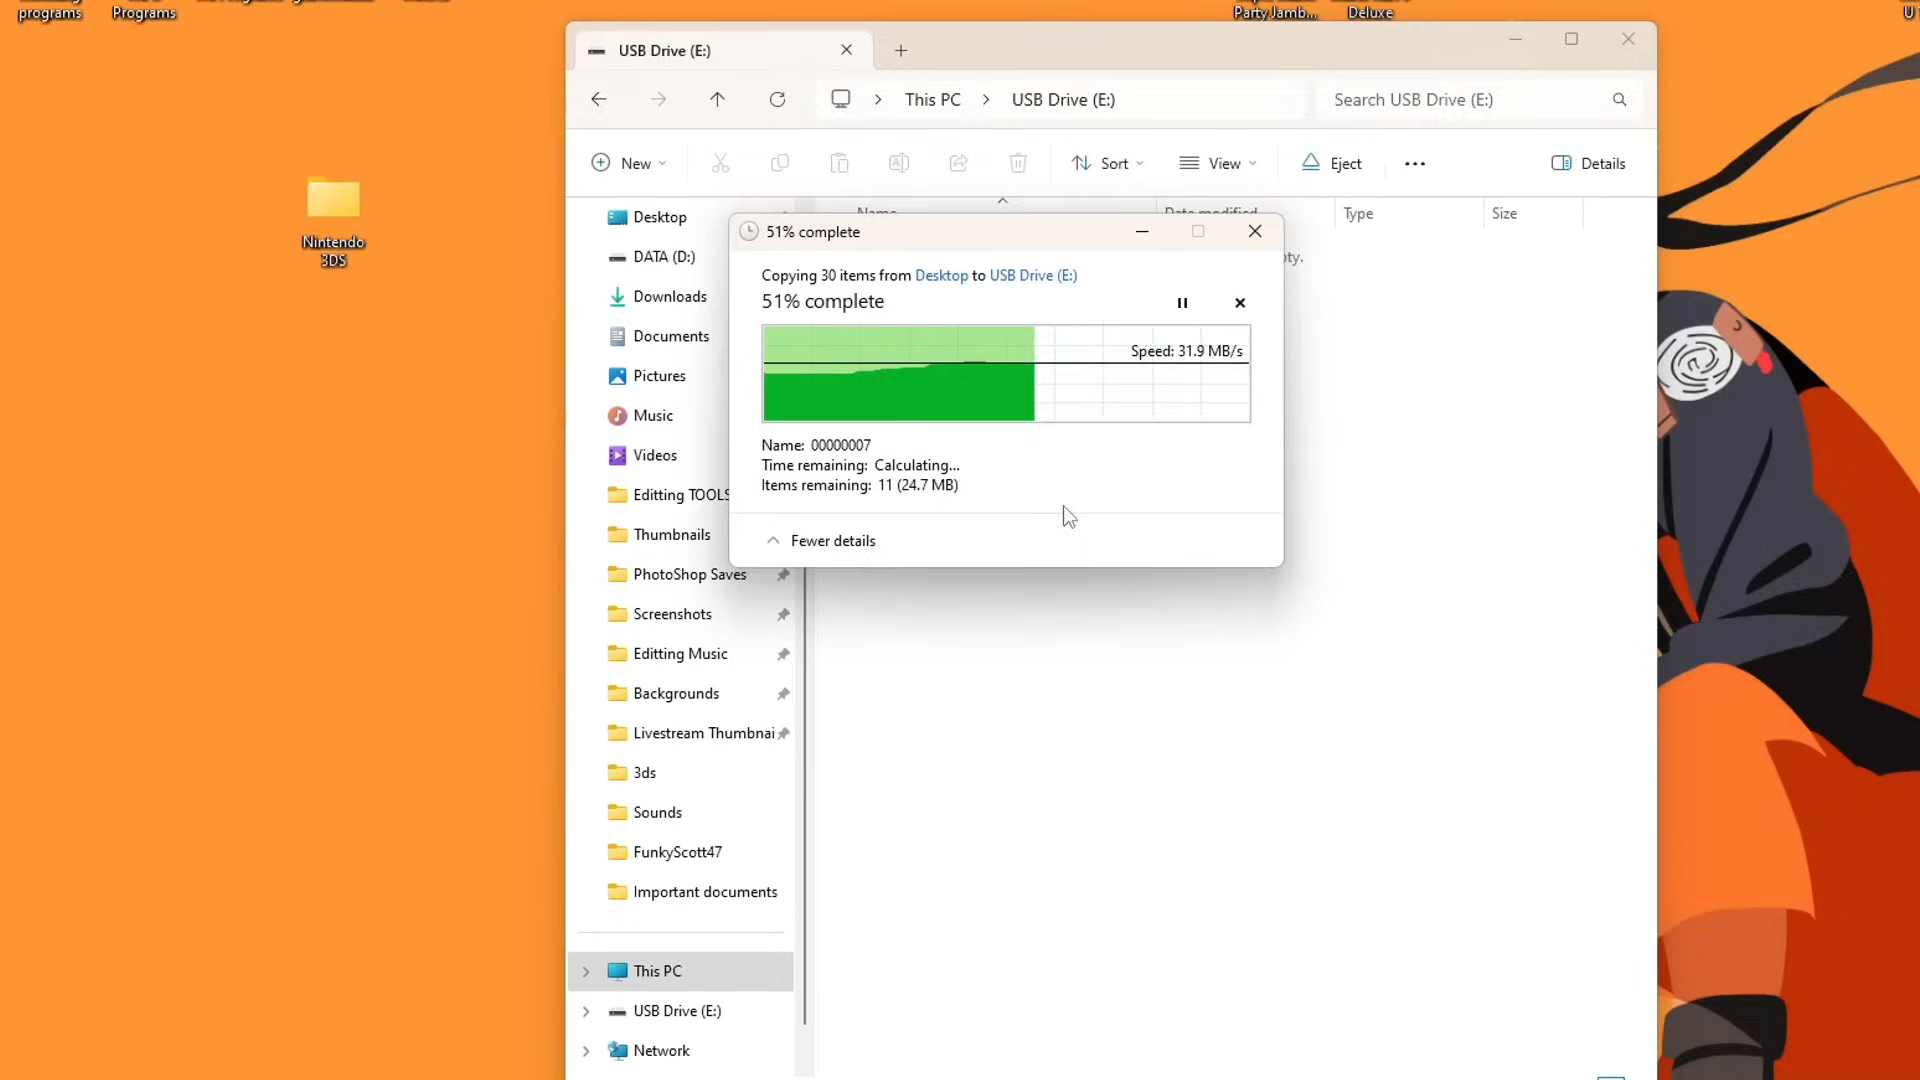 programs
Programs
Party Jamb...
Deluxe
U
Nintendo
3DS
USB Drive (E:)
This PC
USB Drive (E:)
Search USB Drive (E:)
New
Sort
View
Eject
Details
Name
Date modified
Type
Size
Desktop
DATA (D:)
Downloads
Documents
Pictures
Music
Videos
Editting TOOLS
Thumbnails
PhotoShop Saves
Screenshots
Editting Music
Backgrounds
Livestream Thumbnai
3ds
Sounds
FunkyScott47
Important documents
This PC
USB Drive (E:)
Network
51% complete
Copying 30 items from Desktop to USB Drive (E:)
51% complete
Speed: 31.9 MB/s
Name: 00000007
Time remaining: Calculating...
Items remaining: 11 (24.7 MB)
Fewer details
pty.